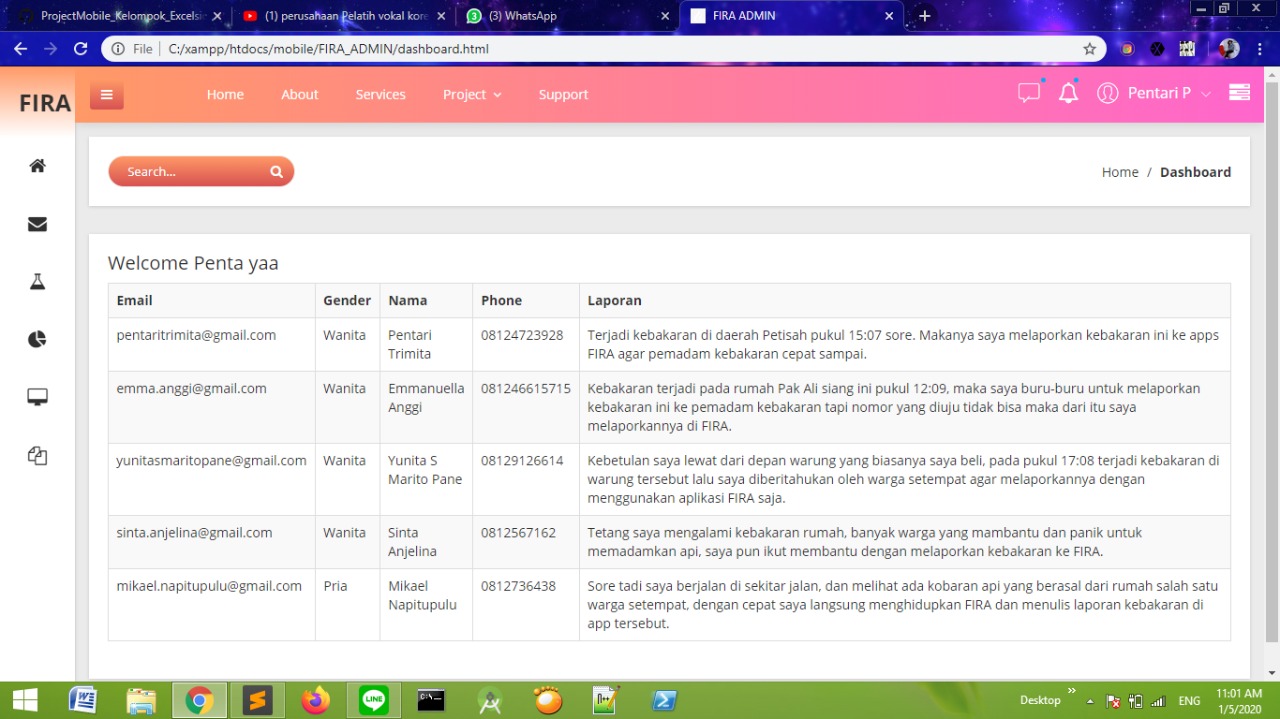 ProjectMobile_Kelompok_Excelsi
(1) perusahaan Pelatih vokal kore
(3) WhatsApp
FIRA ADMIN
File
C:/xampp/htdocs/mobile/FIRA_ADMIN/dashboard.html
FIRA
Home
About
Services
Project
Support
Pentari P
Search...
Home / Dashboard
Welcome Penta yaa
Email Gender Nama Phone Laporan
pentaritrimita@gmail.com Wanita Pentari 08124723928 Terjadi kebakaran di daerah Petisah pukul 15:07 sore. Makanya saya melaporkan kebakaran ini ke apps
Trimita FIRA agar pemadam kebakaran cepat sampai.
emma.anggi@gmail.com Wanita Emmanuella 081246615715 Kebakaran terjadi pada rumah Pak Ali siang ini pukul 12:09, maka saya buru-buru untuk melaporkan
Anggi kebakaran ini ke pemadam kebakaran tapi nomor yang diuju tidak bisa maka dari itu saya
melaporkannya di FIRA.
yunitasmaritopane@gmail.com Wanita Yunita S 08129126614 Kebetulan saya lewat dari depan warung yang biasanya saya beli, pada pukul 17:08 terjadi kebakaran di
Marito Pane warung tersebut lalu saya diberitahukan oleh warga setempat agar melaporkannya dengan
menggunakan aplikasi FIRA saja.
sinta.anjelina@gmail.com Wanita Sinta 0812567162 Tetang saya mengalami kebakaran rumah, banyak warga yang mambantu dan panik untuk
Anjelina memadamkan api, saya pun ikut membantu dengan melaporkan kebakaran ke FIRA.
mikael.napitupulu@gmail.com Pria Mikael 0812736438 Sore tadi saya berjalan di sekitar jalan, dan melihat ada kobaran api yang berasal dari rumah salah satu
Napitupulu warga setempat, dengan cepat saya langsung menghidupkan FIRA dan menulis laporan kebakaran di
app tersebut.
Desktop
ENG
11:01 AM
1/5/2020